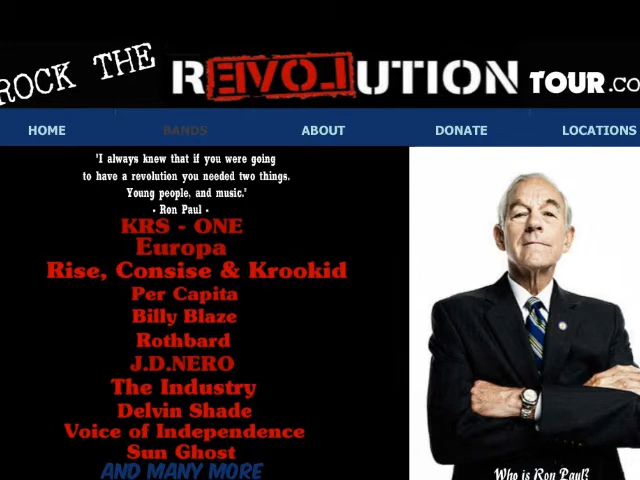 ROCK THE REVOLUTION TOUR.CO
HOME BANDS ABOUT DONATE LOCATIONS
"I always knew that if you were going
to have a revolution you needed two things.
Young people, and music."
- Ron Paul -
KRS - ONE
Europa
Rise, Consise & Krookid
Per Capita
Billy Blaze
Rothbard
J.D.NERO
The Industry
Delvin Shade
Voice of Independence
Sun Ghost
AND MANY MORE
Who is Ron Paul?